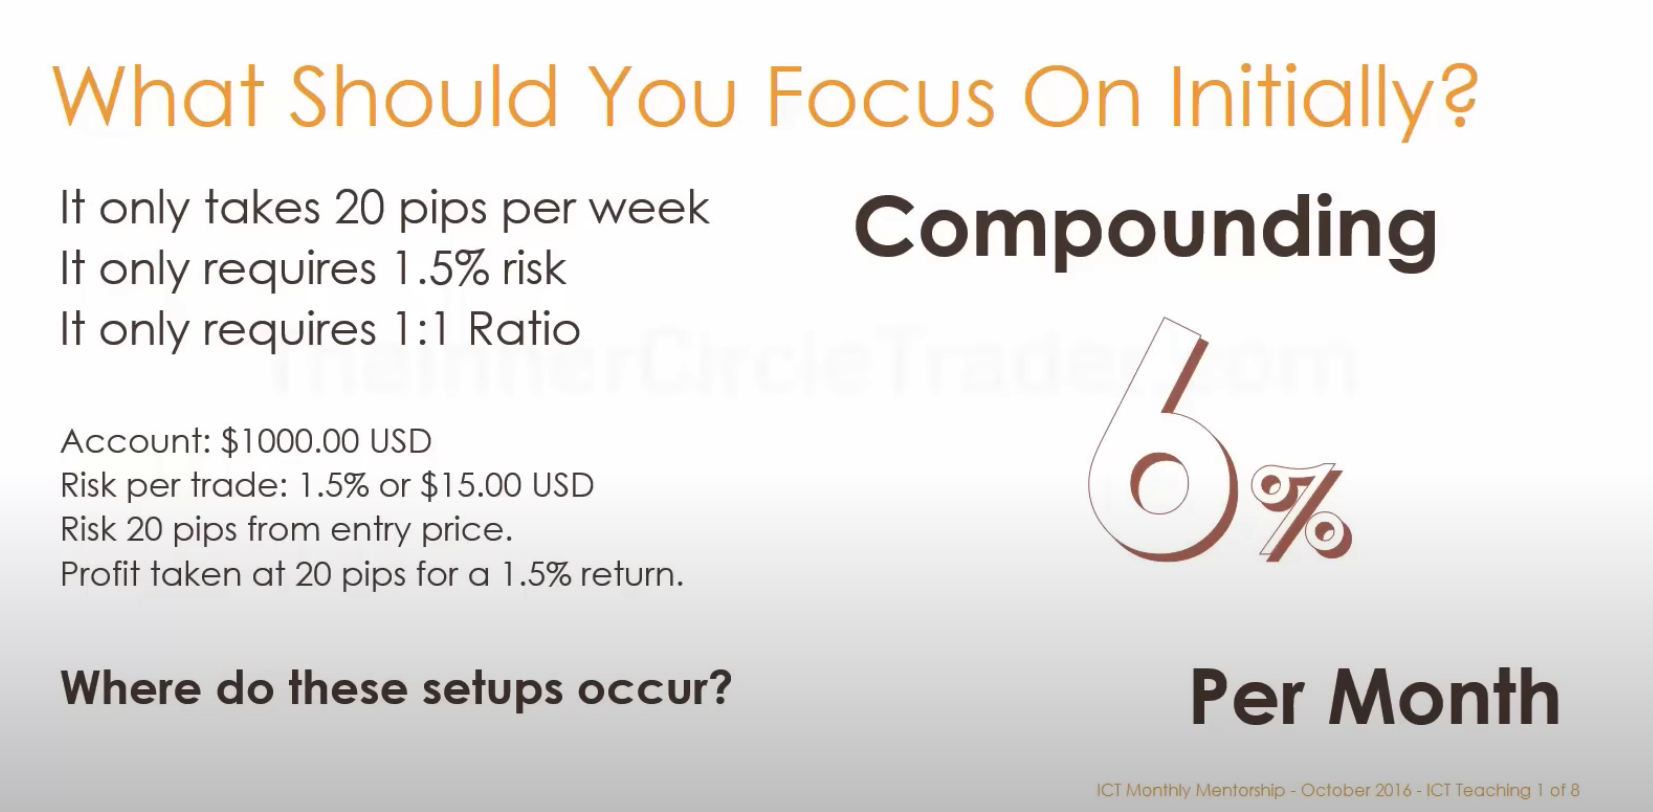 What Should You Focus On Initially?
It only takes 20 pips per week
It only requires 1.5% risk
It only requires 1:1 Ratio
Compounding
TheInnerCircleTrader.com
6%
Account: $1000.00 USD
Risk per trade: 1.5% or $15.00 USD
Risk 20 pips from entry price.
Profit taken at 20 pips for a 1.5% return.
Where do these setups occur?
Per Month
ICT Monthly Mentorship - October 2016 - ICT Teaching 1 of 8